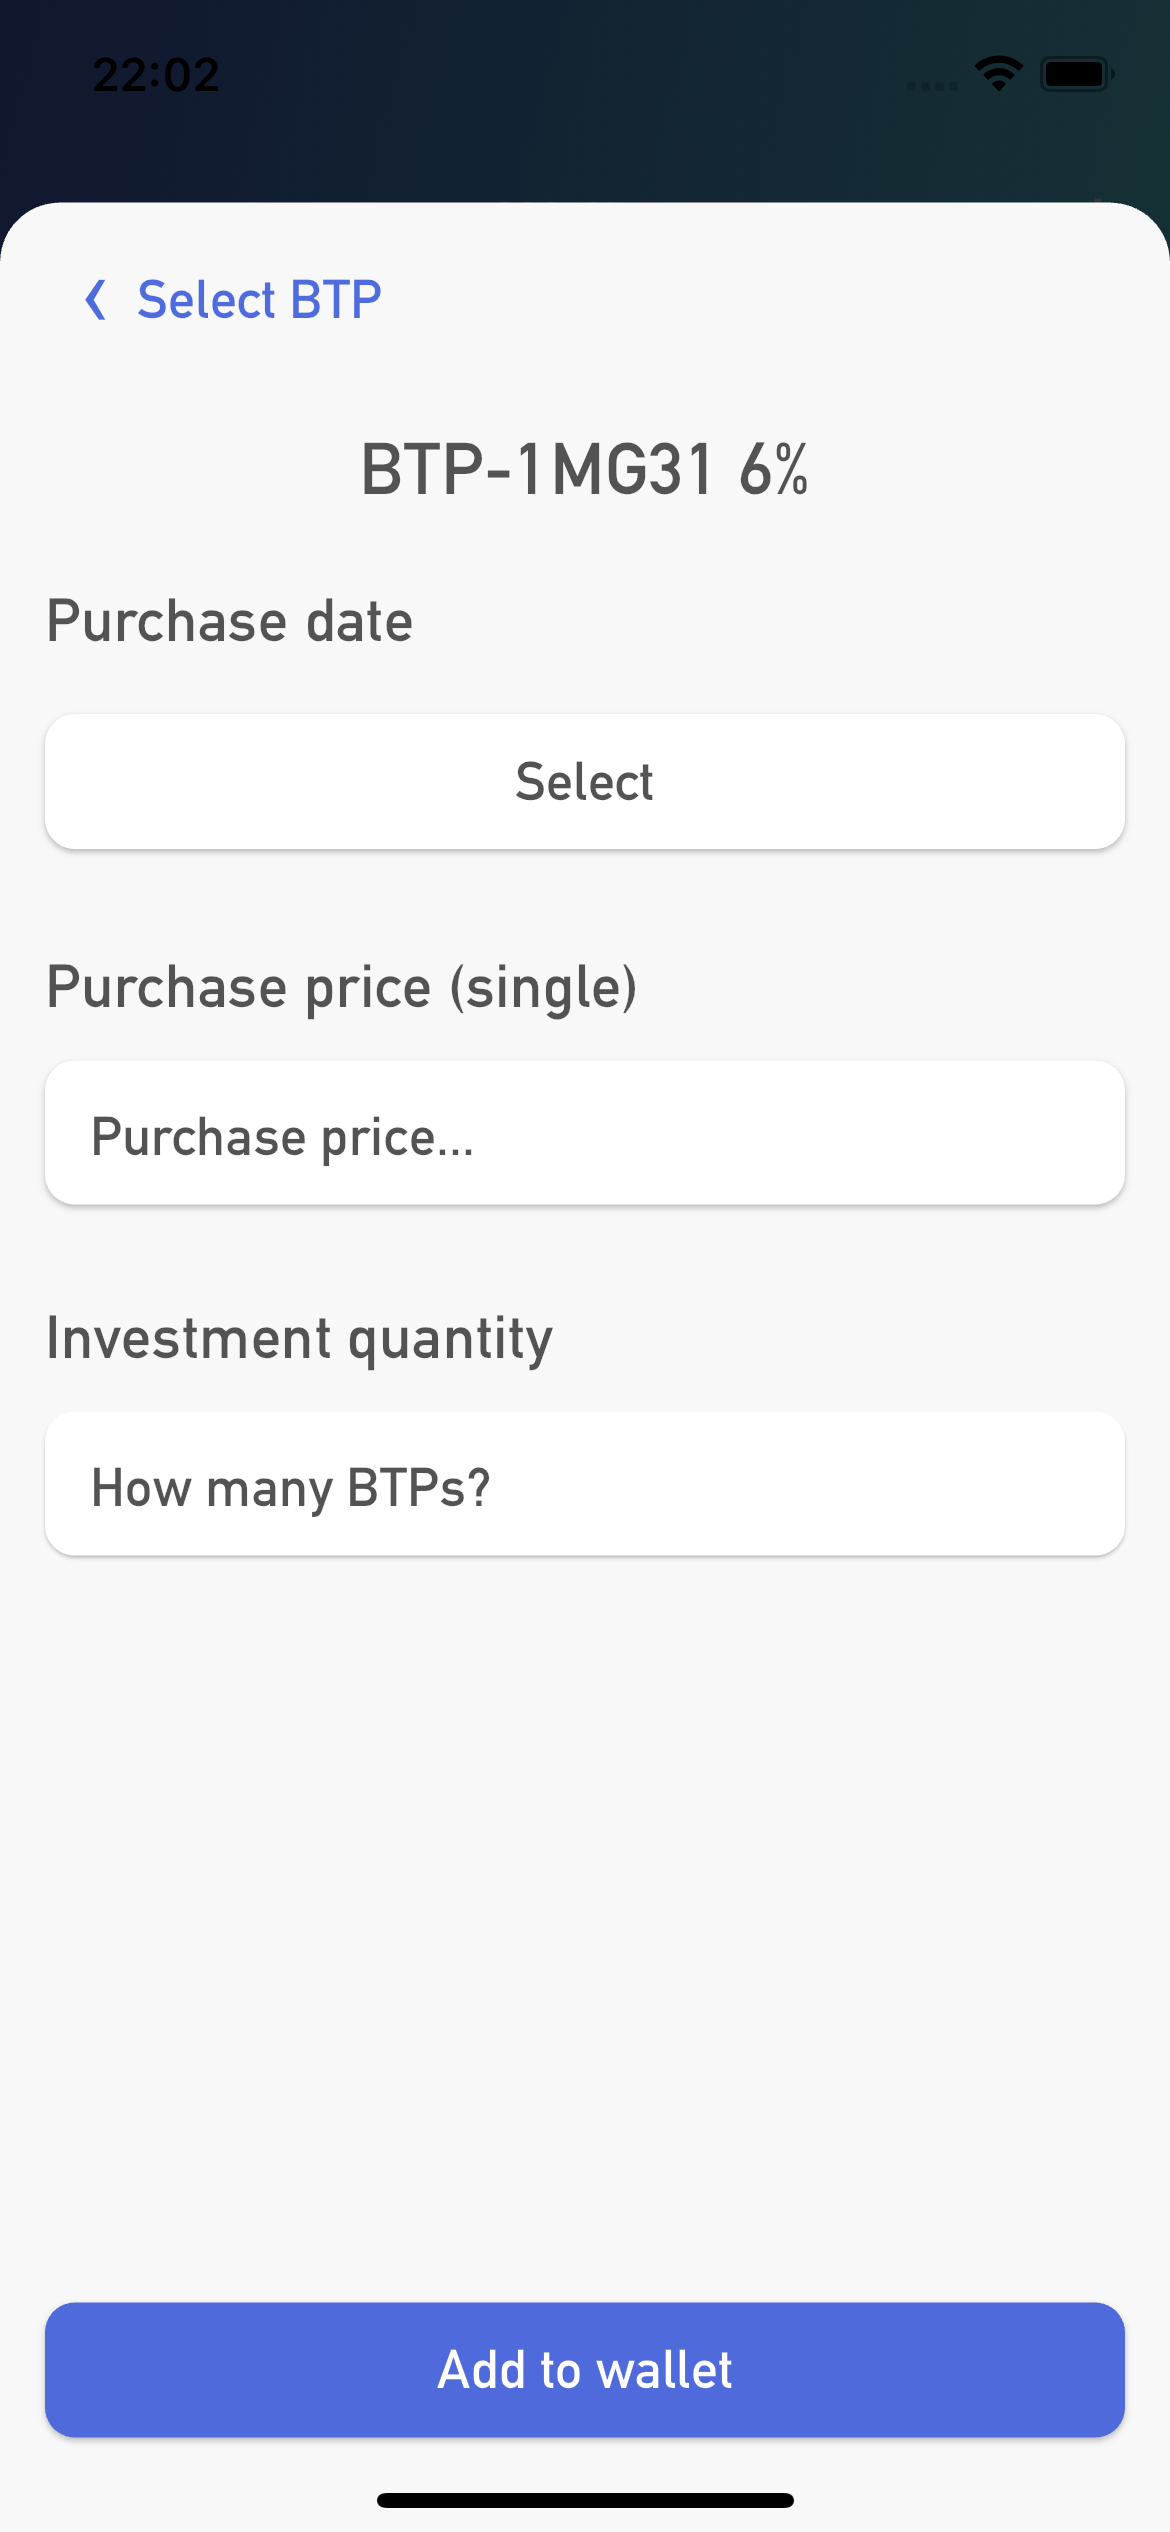 22:02
Select BTP
BTP-1MG31 6%
Purchase date
Select
Purchase price (single)
Purchase price...
Investment quantity
How many BTPs?
Add to wallet